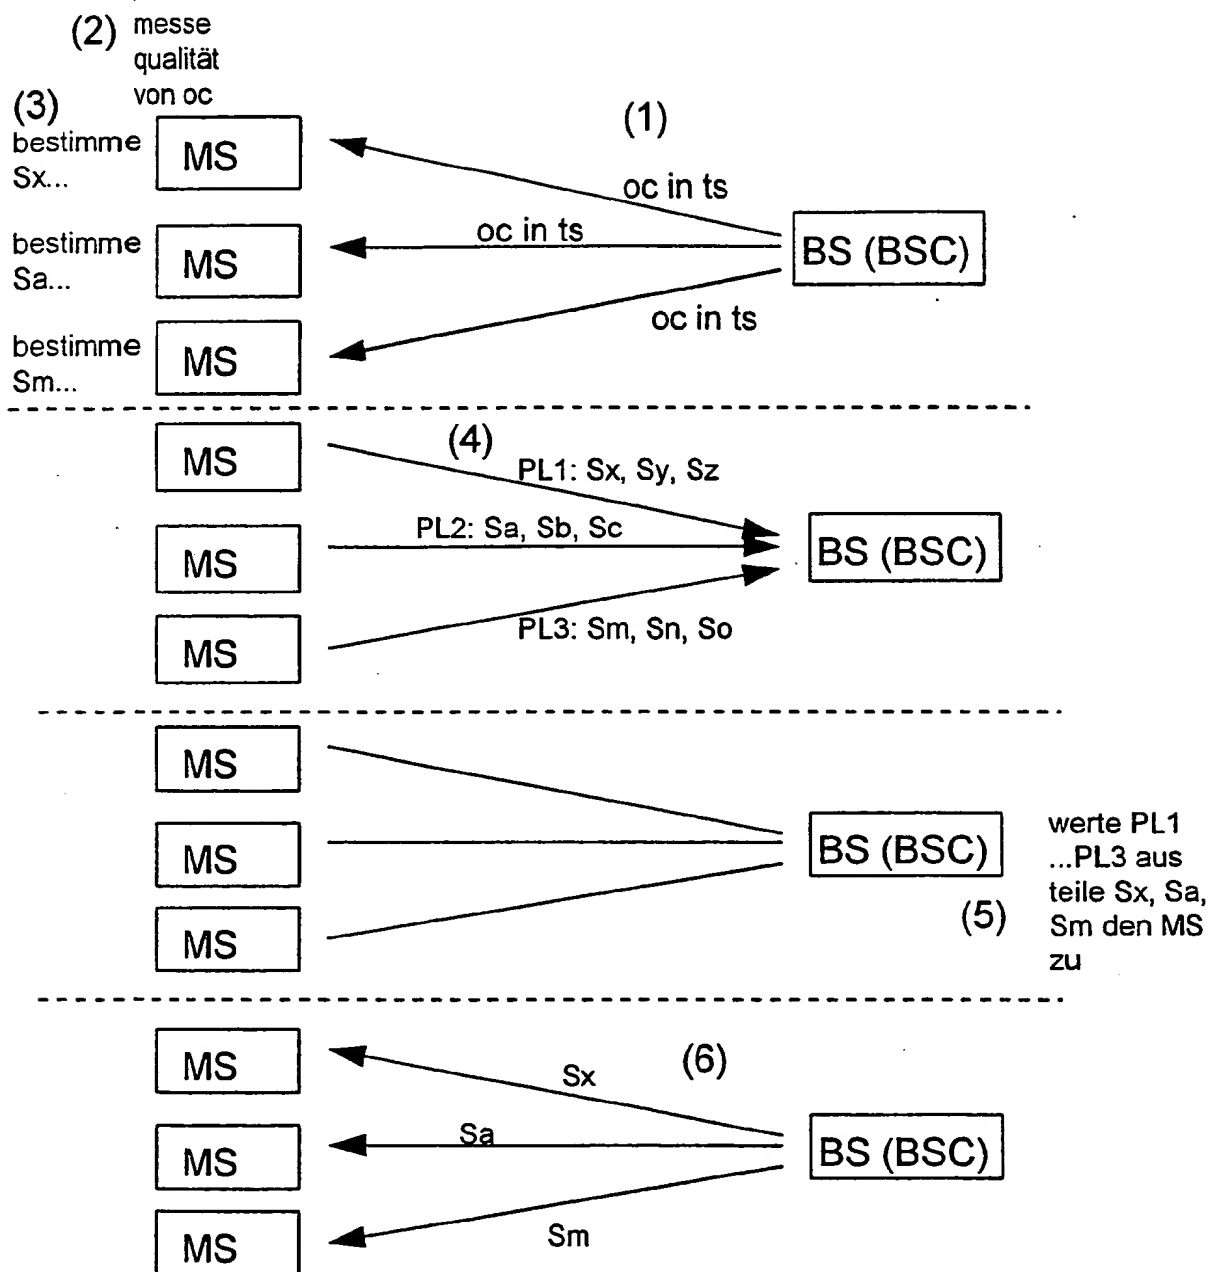 (2) messe
qualität
von oc
(3)
bestimme
Sx...
MS
(1)
oc in ts
bestimme
Sa...
MS
oc in ts
BS (BSC)
bestimme
Sm...
MS
oc in ts
MS
(4)
PL1: Sx, Sy, Sz
MS
PL2: Sa, Sb, Sc
BS (BSC)
MS
PL3: Sm, Sn, So
MS
MS
BS (BSC)
MS
(5)
werte PL1
...PL3 aus
teile Sx, Sa,
Sm den MS
zu
MS
Sx
(6)
MS
Sa
BS (BSC)
MS
Sm